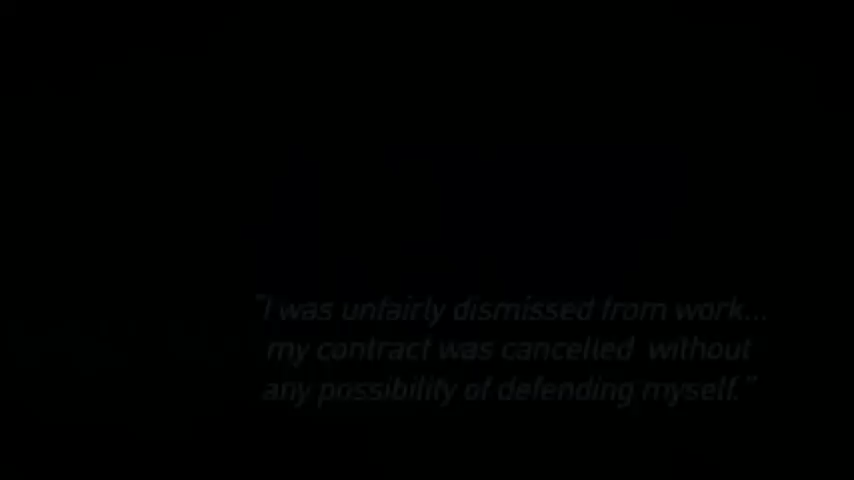 "I was unfairly dismissed from work...
my contract was cancelled without
any possibility of defending myself."